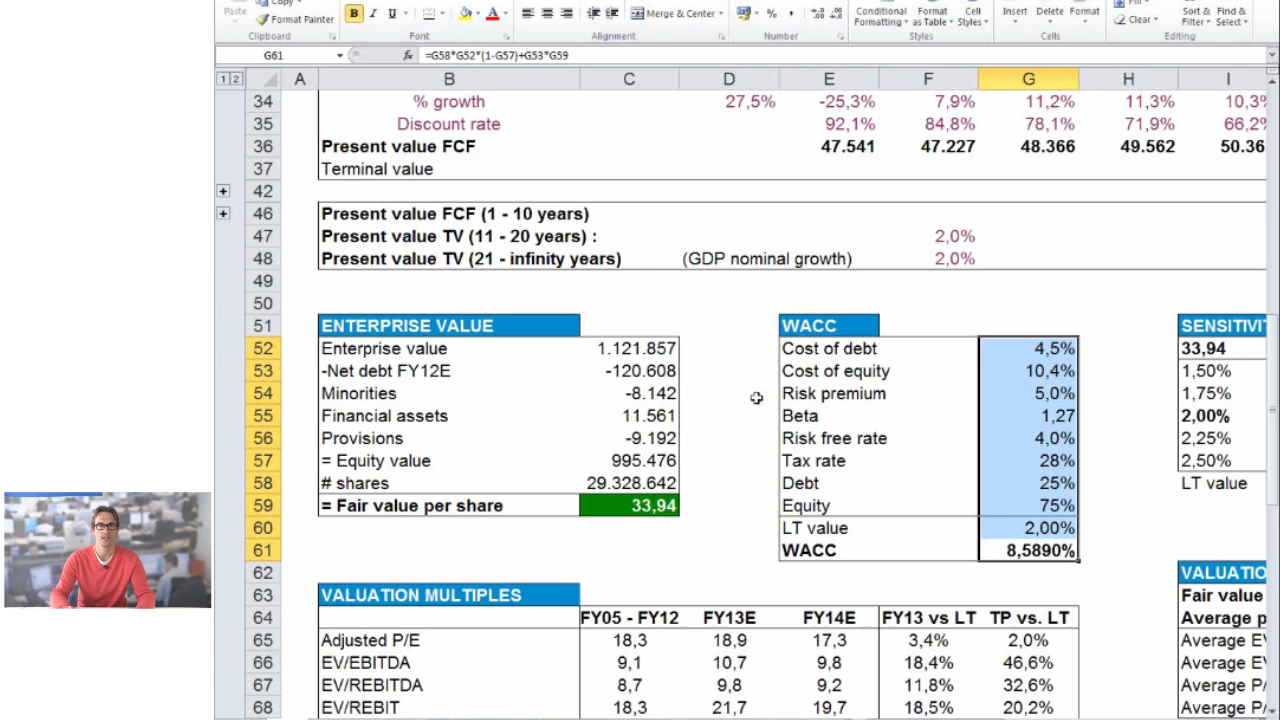 Paste
Copy
Format Painter
B I U
Merge & Center
%
Conditional Formatting
Format as Table
Cell Styles
Insert Delete Format
Fill
Clear
Sort & Filter
Find & Select
Clipboard Font Alignment Number Styles Cells Editing
G61 fx =G58*G52*(1-G57)+G53*G59
1 2 A B C D E F G H I
34 % growth 27,5% -25,3% 7,9% 11,2% 11,3% 10,3%
35 Discount rate 92,1% 84,8% 78,1% 71,9% 66,2%
36 Present value FCF 47.541 47.227 48.366 49.562 50.36
37 Terminal value
42
46 Present value FCF (1 - 10 years)
47 Present value TV (11 - 20 years) : 2,0%
48 Present value TV (21 - infinity years) (GDP nominal growth) 2,0%
49
50
51 ENTERPRISE VALUE WACC SENSITIVIT
52 Enterprise value 1.121.857 Cost of debt 4,5% 33,94
53 -Net debt FY12E -120.608 Cost of equity 10,4% 1,50%
54 Minorities -8.142 Risk premium 5,0% 1,75%
55 Financial assets 11.561 Beta 1,27 2,00%
56 Provisions -9.192 Risk free rate 4,0% 2,25%
57 = Equity value 995.476 Tax rate 28% 2,50%
58 # shares 29.328.642 Debt 25% LT value
59 = Fair value per share 33,94 Equity 75%
60 LT value 2,00%
61 WACC 8,5890%
62 VALUATIO
63 VALUATION MULTIPLES Fair value
64 FY05 - FY12 FY13E FY14E FY13 vs LT TP vs. LT Average p
65 Adjusted P/E 18,3 18,9 17,3 3,4% 2,0% Average E
66 EV/EBITDA 9,1 10,7 9,8 18,4% 46,6% Average E
67 EV/REBITDA 8,7 9,8 9,2 11,8% 32,6% Average P/
68 EV/REBIT 18,3 21,7 19,7 18,5% 20,2% Average P/